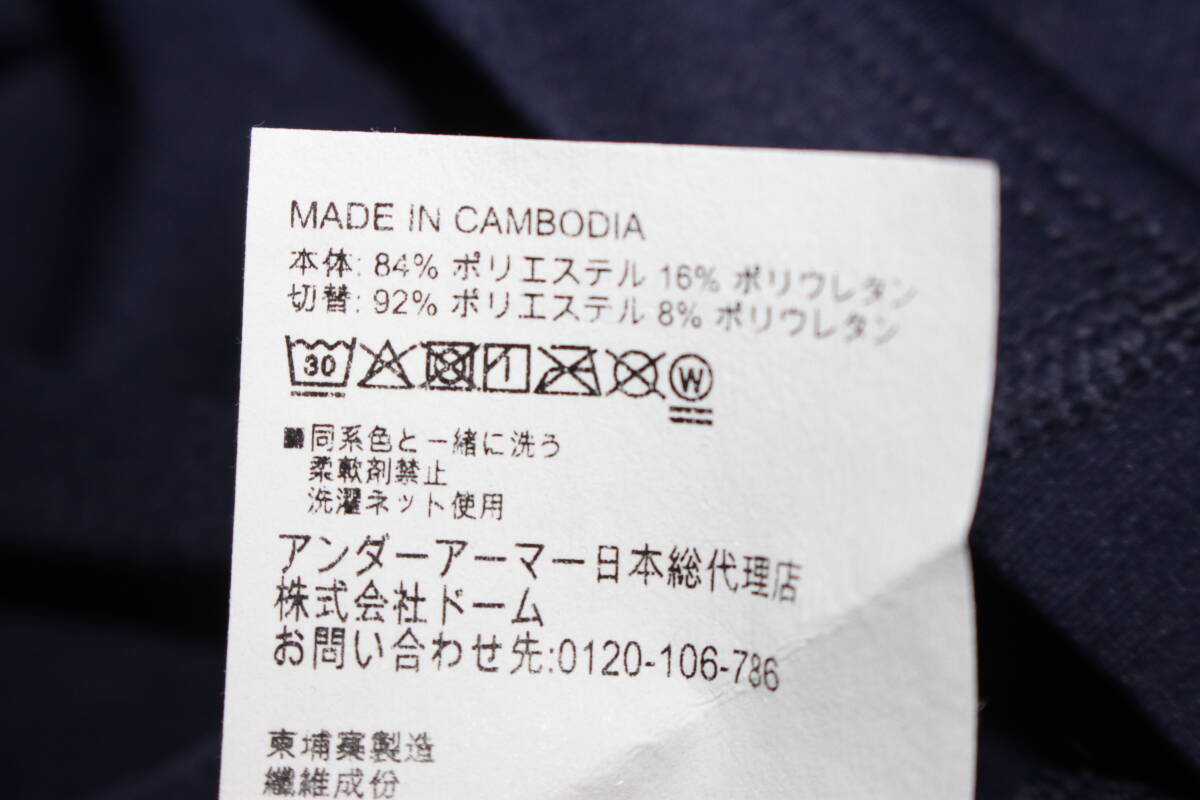 MADE IN CAMBODIA
本体: 84% ポリエステル 16% ポリウレタン
切替: 92% ポリエステル 8% ポリウレタン
30 W
■同系色と一緒に洗う
柔軟剤禁止
洗濯ネット使用
アンダーアーマー日本総代理店
株式会社ドーム
お問い合わせ先:0120-106-786
柬埔寨製造
纖維成份